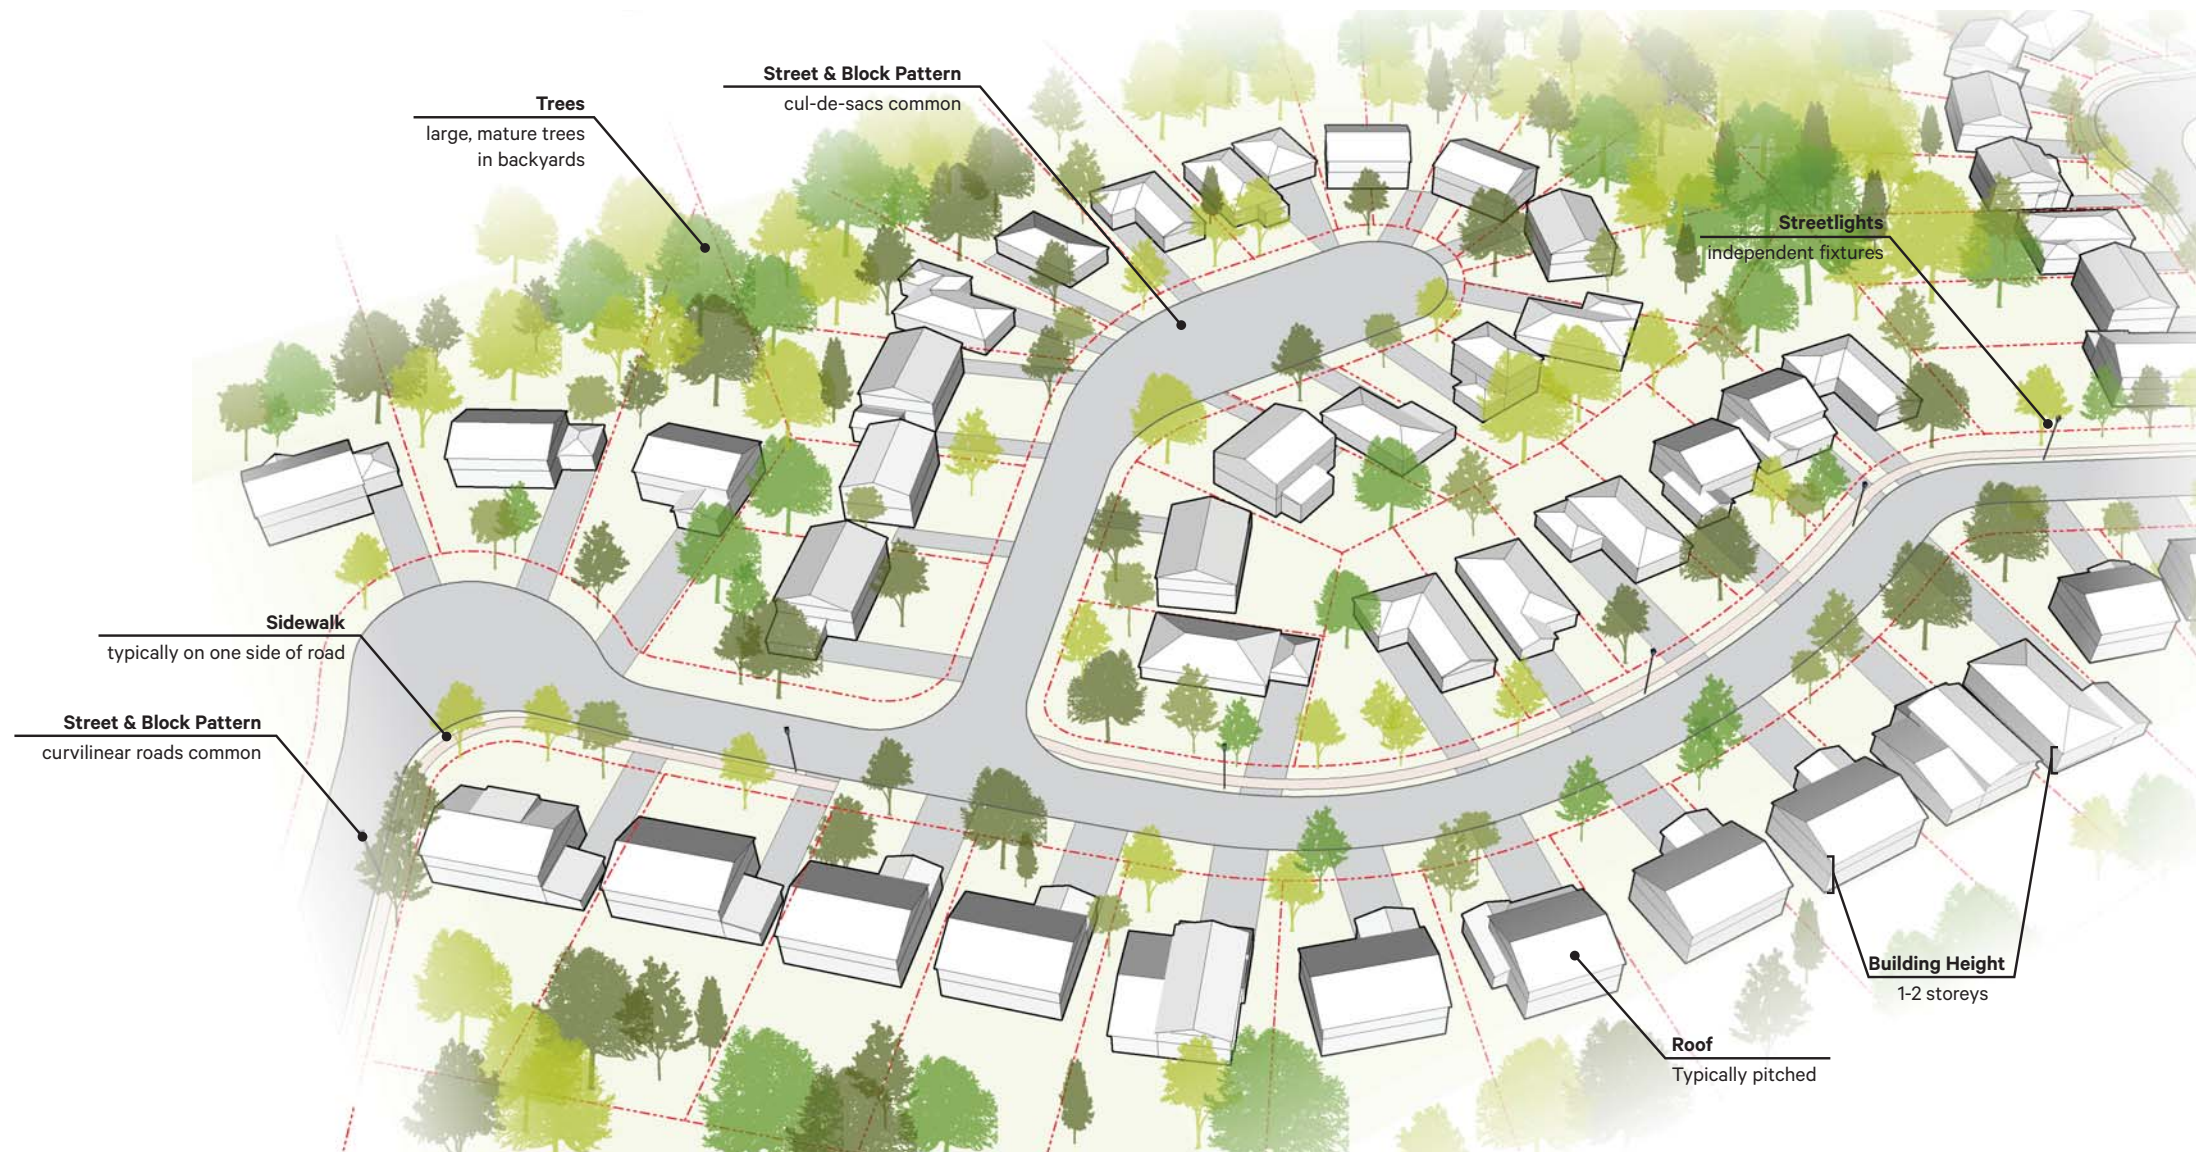 Street & Block Pattern
cul-de-sacs common
Trees
large, mature trees
in backyards
Streetlights
independent fixtures
Sidewalk
typically on one side of road
Street & Block Pattern
curvilinear roads common
Building Height
1-2 storeys
Roof
Typically pitched